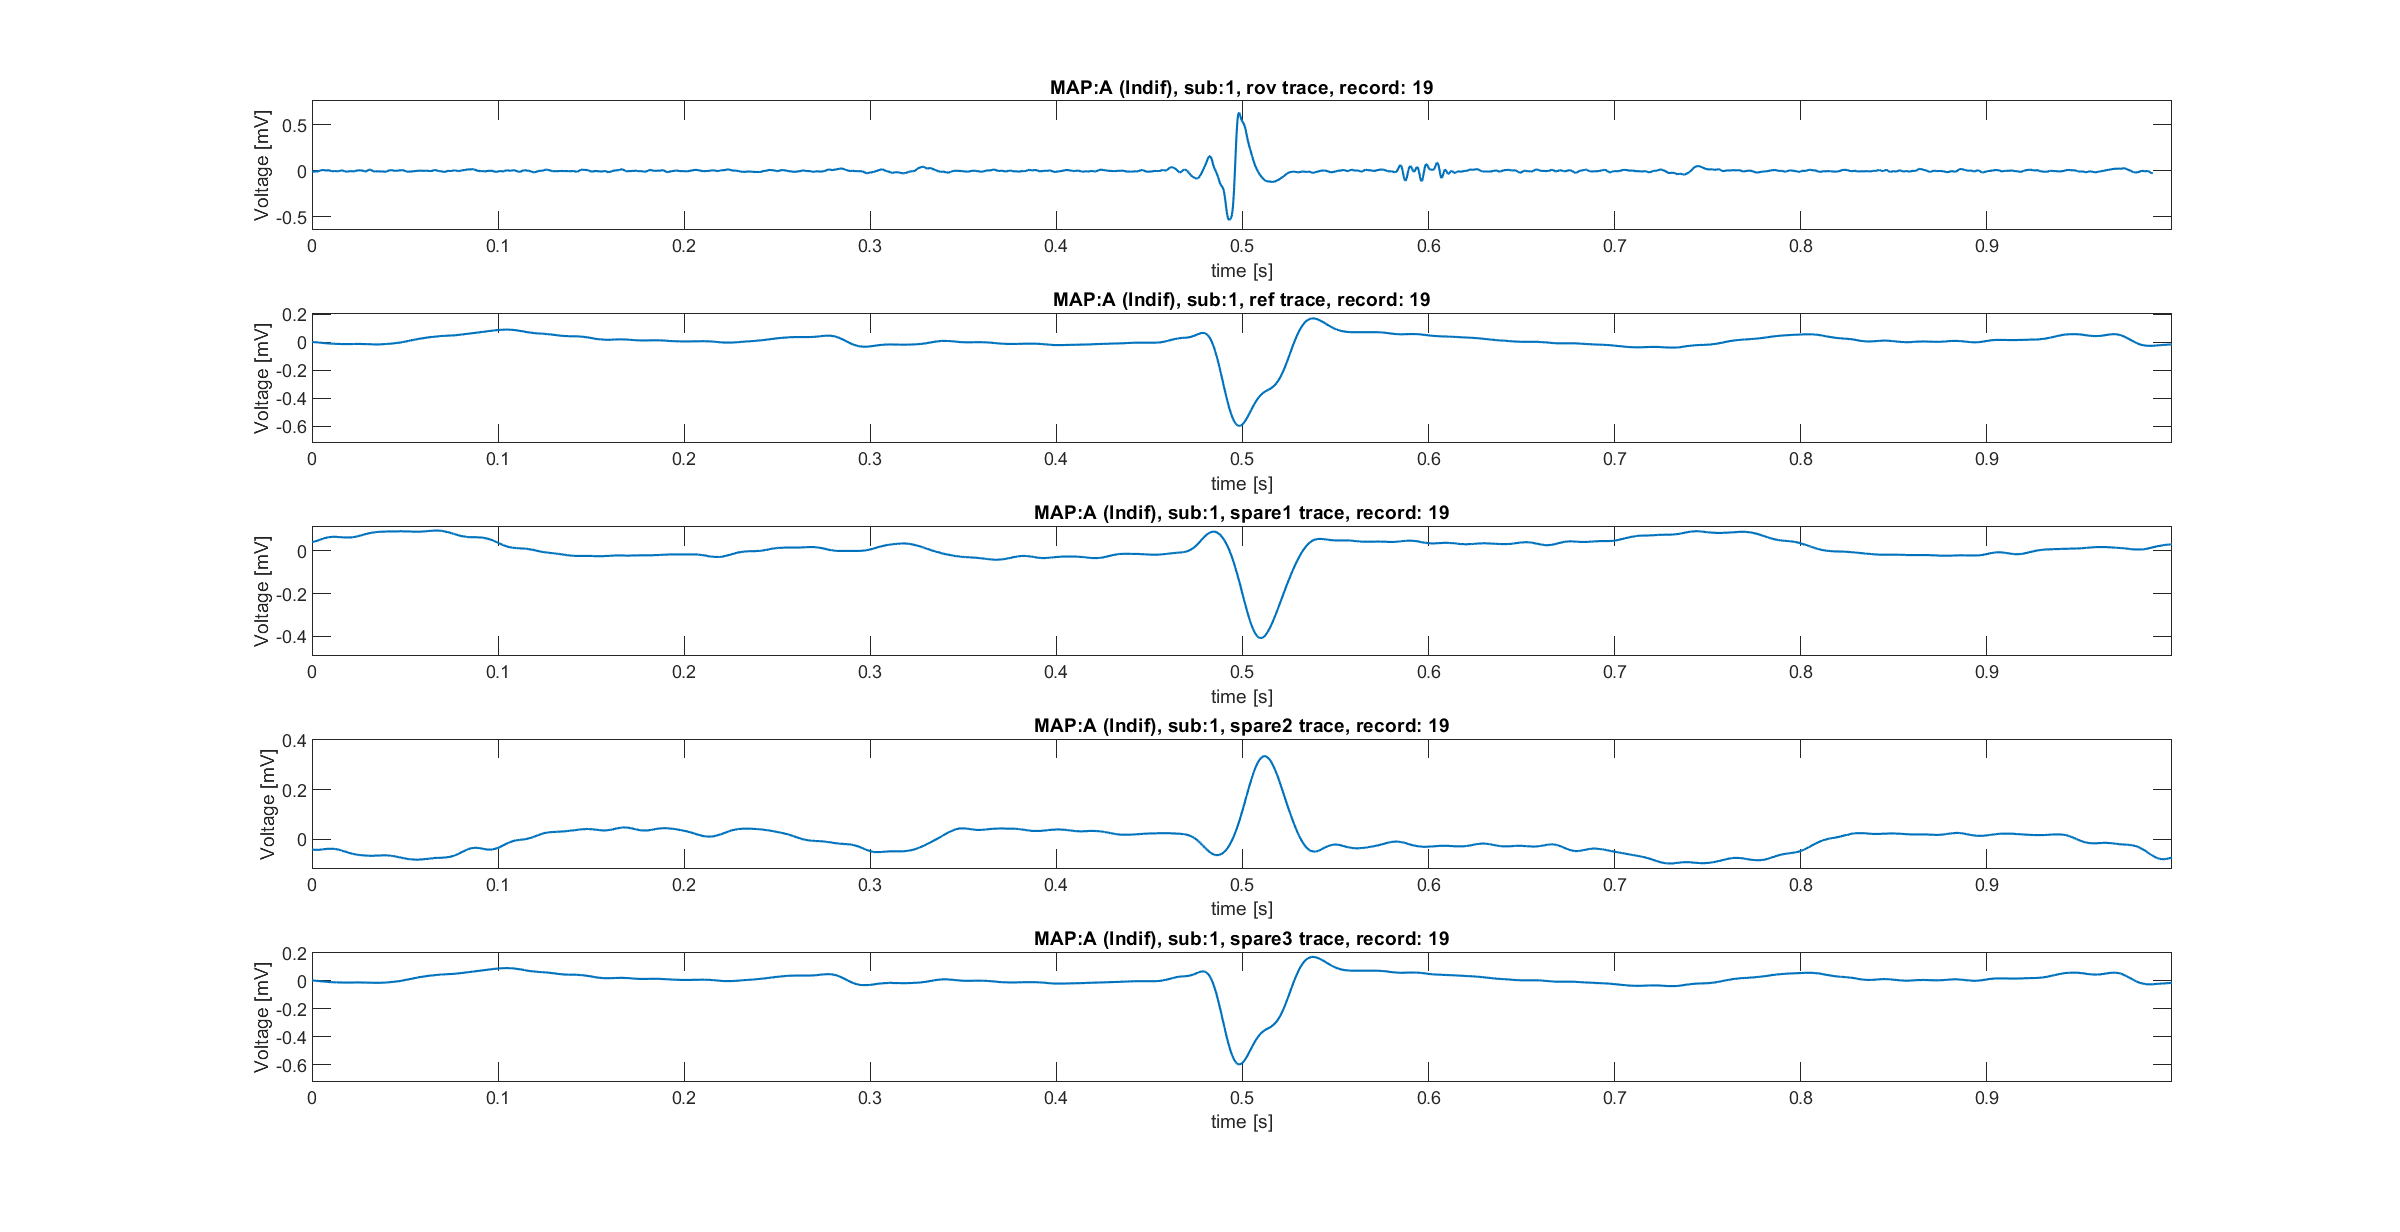 MAP:A (Indif), sub:1, rov trace, record: 19
Voltage [mV]
0.5
0
-0.5
0 0.1 0.2 0.3 0.4 0.5 0.6 0.7 0.8 0.9
time [s]
MAP:A (Indif), sub:1, ref trace, record: 19
Voltage [mV]
0.2
0
-0.2
-0.4
-0.6
0 0.1 0.2 0.3 0.4 0.5 0.6 0.7 0.8 0.9
time [s]
MAP:A (Indif), sub:1, spare1 trace, record: 19
Voltage [mV]
0
-0.2
-0.4
0 0.1 0.2 0.3 0.4 0.5 0.6 0.7 0.8 0.9
time [s]
MAP:A (Indif), sub:1, spare2 trace, record: 19
Voltage [mV]
0.4
0.2
0
0 0.1 0.2 0.3 0.4 0.5 0.6 0.7 0.8 0.9
time [s]
MAP:A (Indif), sub:1, spare3 trace, record: 19
Voltage [mV]
0.2
0
-0.2
-0.4
-0.6
0 0.1 0.2 0.3 0.4 0.5 0.6 0.7 0.8 0.9
time [s]